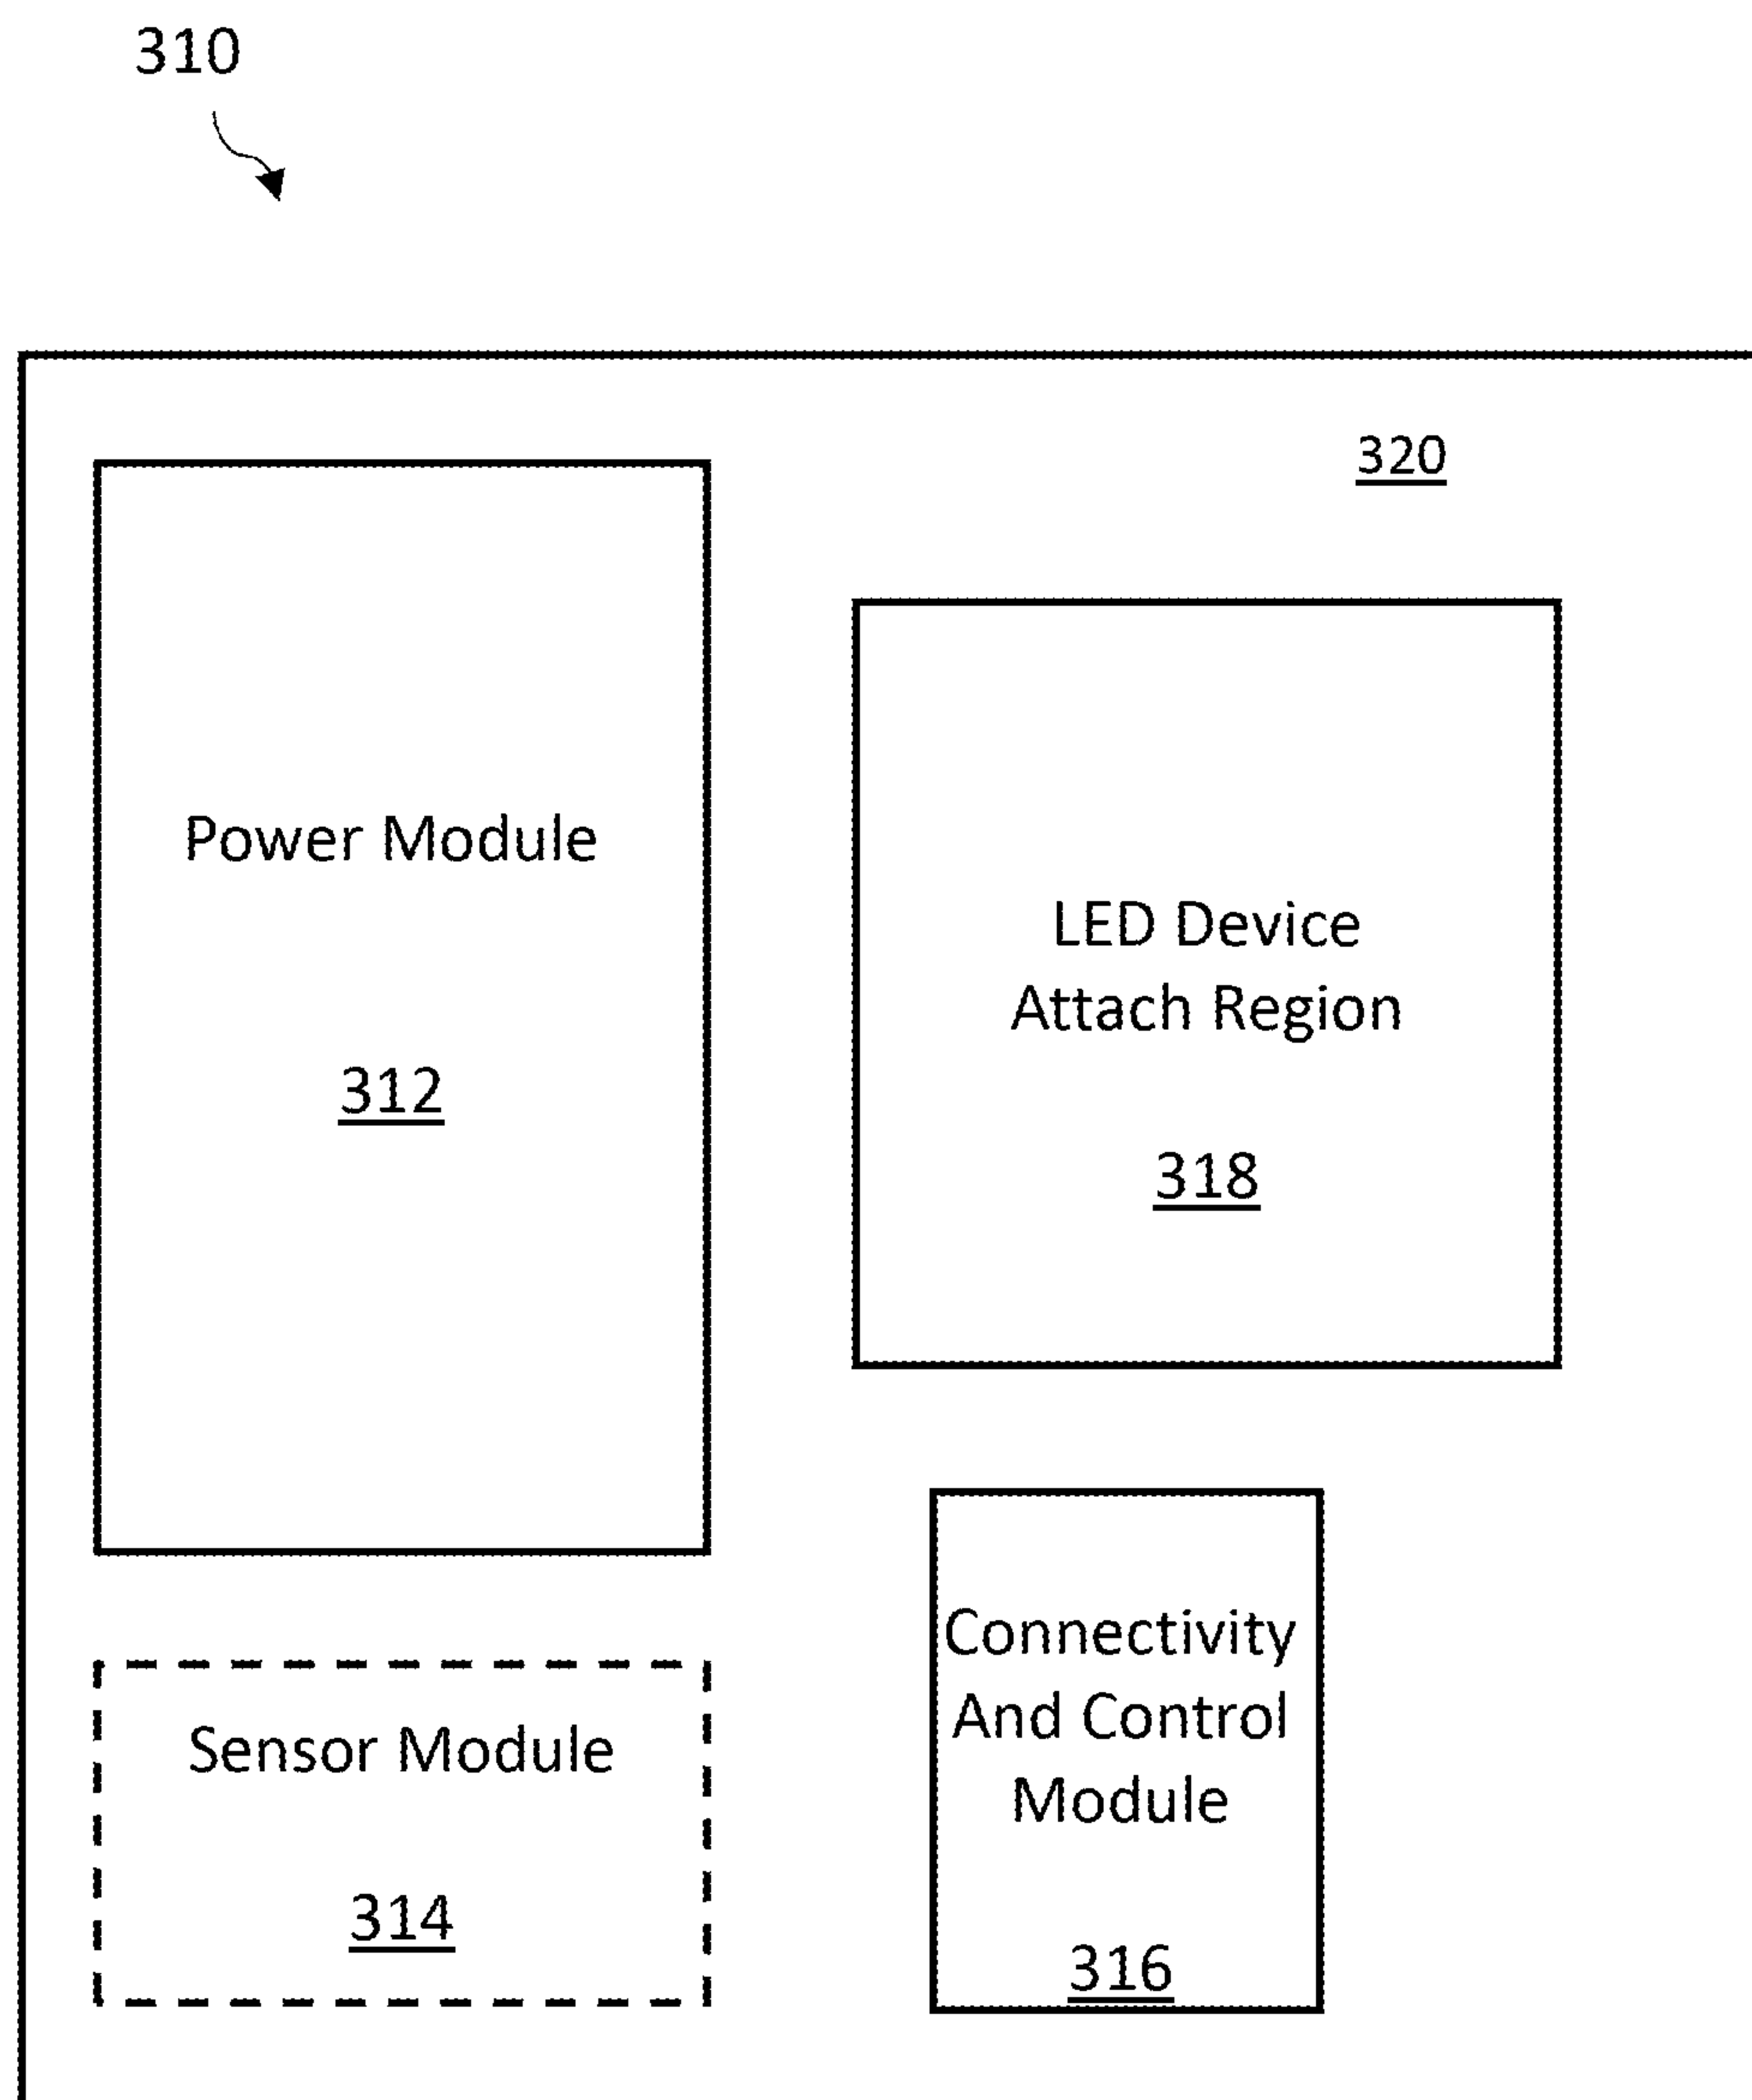 310
320
Power Module
312
LED Device
Attach Region
318
Sensor Module
314
Connectivity
And Control
Module
316